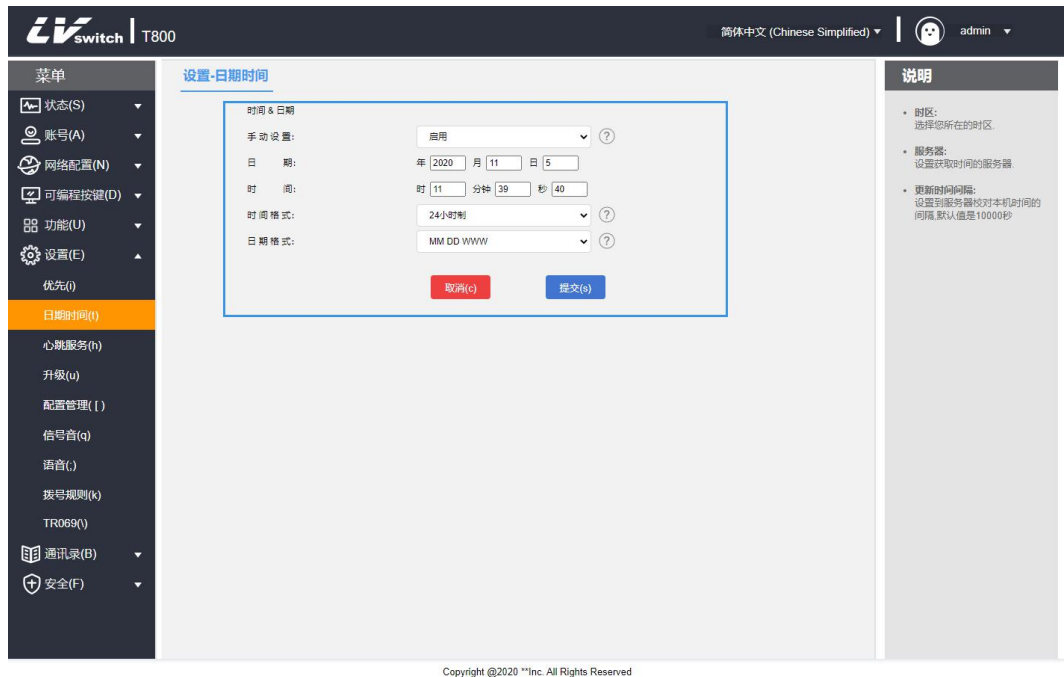 LVswitch T800
简体中文 (Chinese Simplified)
admin
菜单
状态(S)
账号(A)
网络配置(N)
可编程按键(D)
功能(U)
设置(E)
优先(i)
日期时间(t)
心跳服务(h)
升级(u)
配置管理( [ )
信号音(q)
语音(;)
拨号规则(k)
TR069(\)
通讯录(B)
安全(F)
设置-日期时间
时间 & 日期
手动设置: 启用 ?
日 期: 年 2020 月 11 日 5
时 间: 时 11 分钟 39 秒 40
时间格式: 24小时制 ?
日期格式: MM DD WWW ?
取消(c) 提交(s)
说明
• 时区:
选择您所在的时区.
• 服务器:
设置获取时间的服务器.
• 更新时间间隔:
设置到服务器校对本机时间的
间隔,默认值是10000秒
Copyright @2020 **Inc. All Rights Reserved